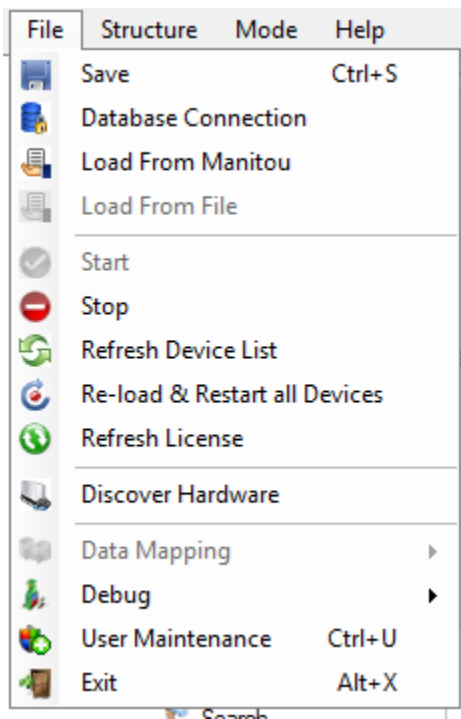 File Structure Mode Help
Save Ctrl+S
Database Connection
Load From Manitou
Load From File
Start
Stop
Refresh Device List
Re-load & Restart all Devices
Refresh License
Discover Hardware
Data Mapping
Debug
User Maintenance Ctrl+U
Exit Alt+X
Search